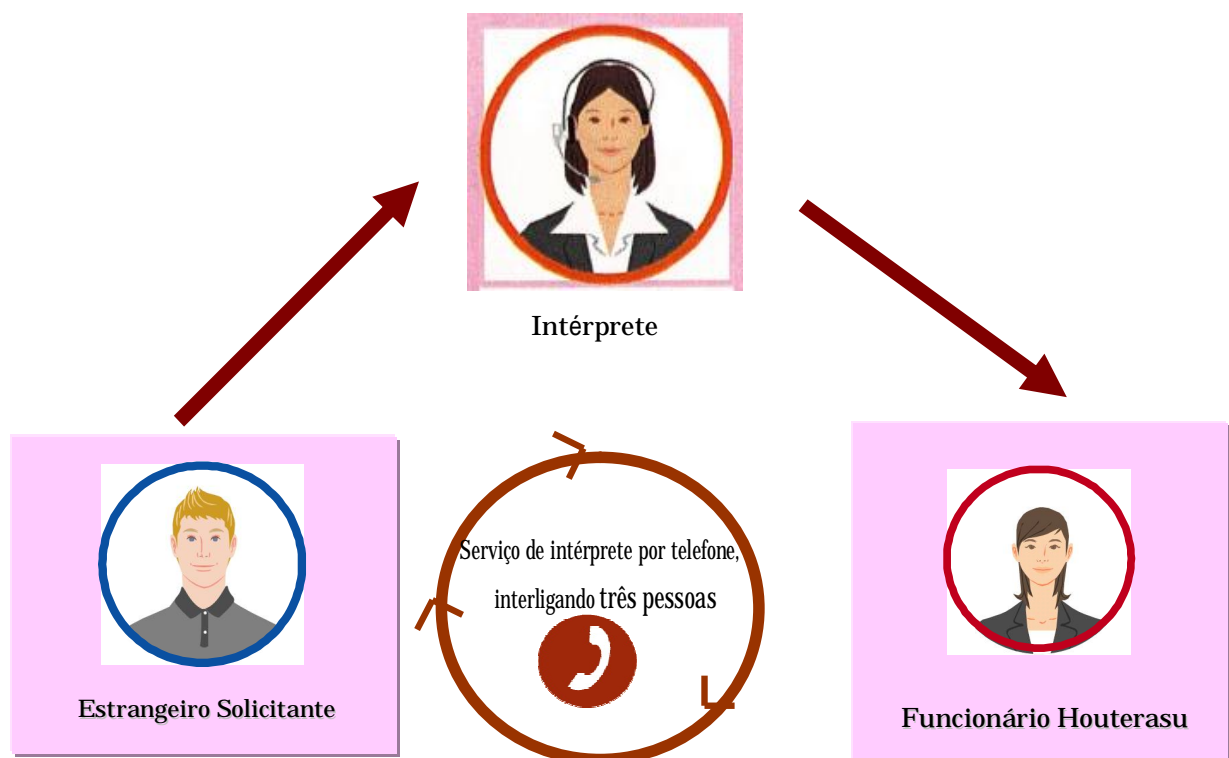 Intérprete
Serviço de intérprete por telefone,
interligando três pessoas
Estrangeiro Solicitante
Funcionário Houterasu